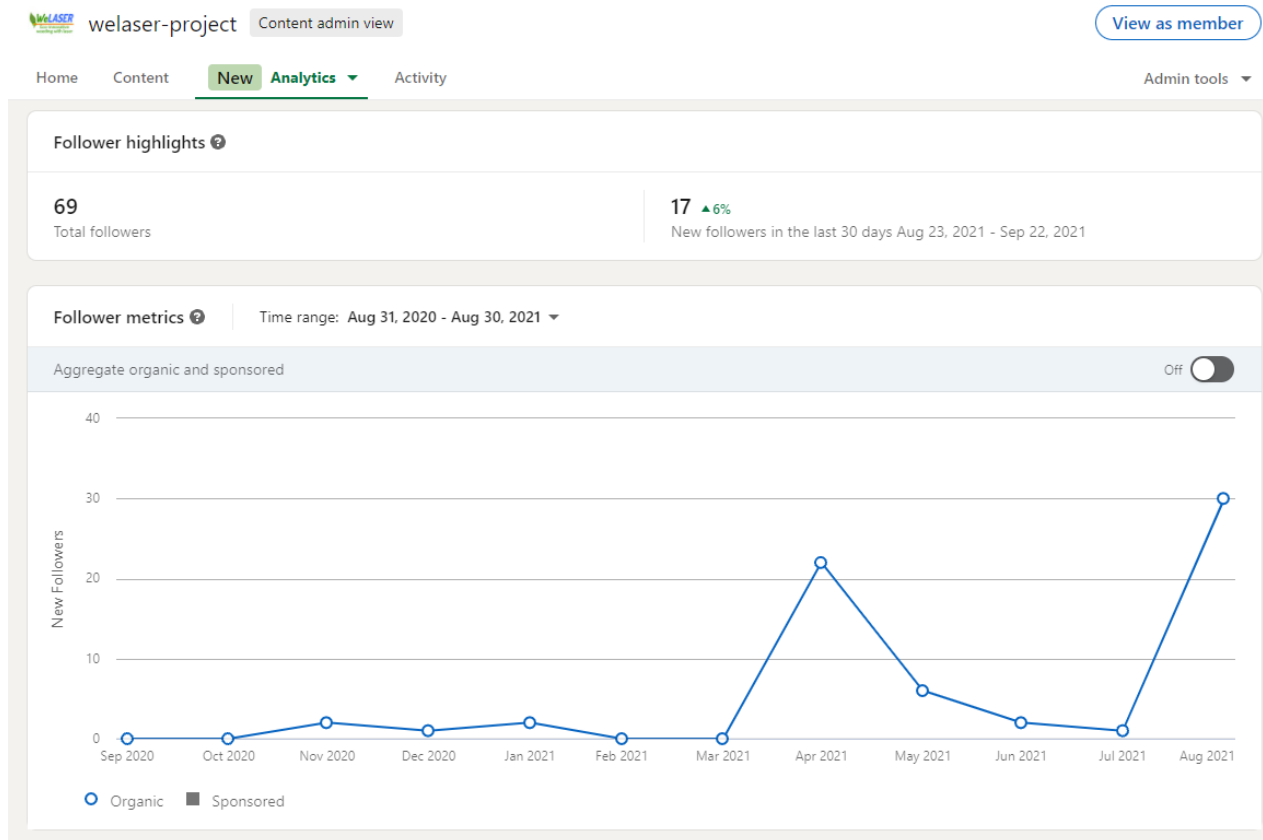 WeLASER
welaser-project Content admin view View as member
Home Content New Analytics Activity Admin tools
Follower highlights
69 17 6%
Total followers New followers in the last 30 days Aug 23, 2021 - Sep 22, 2021
Follower metrics Time range: Aug 31, 2020 - Aug 30, 2021
Aggregate organic and sponsored Off
40
30
20
10
0
New Followers
Sep 2020 Oct 2020 Nov 2020 Dec 2020 Jan 2021 Feb 2021 Mar 2021 Apr 2021 May 2021 Jun 2021 Jul 2021 Aug 2021
Organic Sponsored